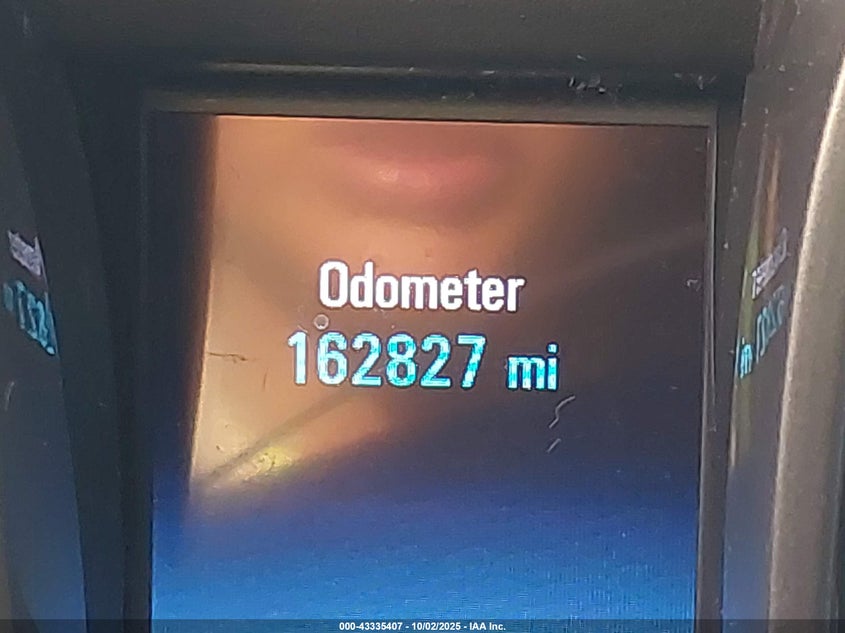 Odometer
162827 mi
000-43335407 - 10/02/2025 - IAA Inc.